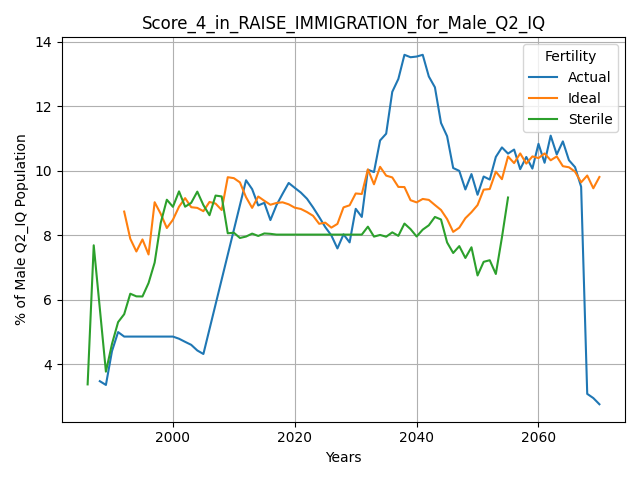 Score_4_in_RAISE_IMMIGRATION_for_Male_Q2_IQ
% of Male Q2_IQ Population
14
12
10
8
6
4
Fertility
Actual
Ideal
Sterile
2000
2020
2040
2060
Years